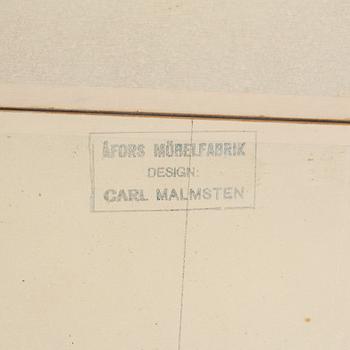 ÅFORS MÖBELFABRIK
DESIGN:
CARL MALMSTEN